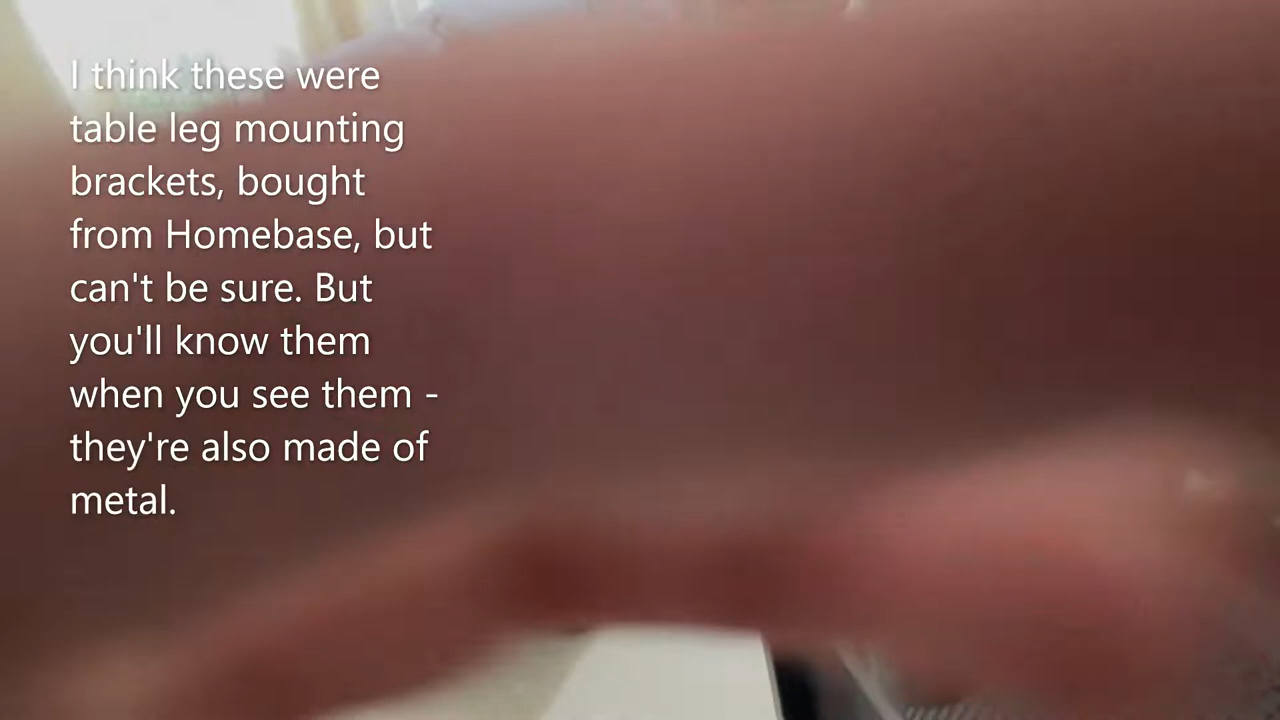 I think these were
table leg mounting
brackets, bought
from Homebase, but
can't be sure. But
you'll know them
when you see them -
they're also made of
metal.